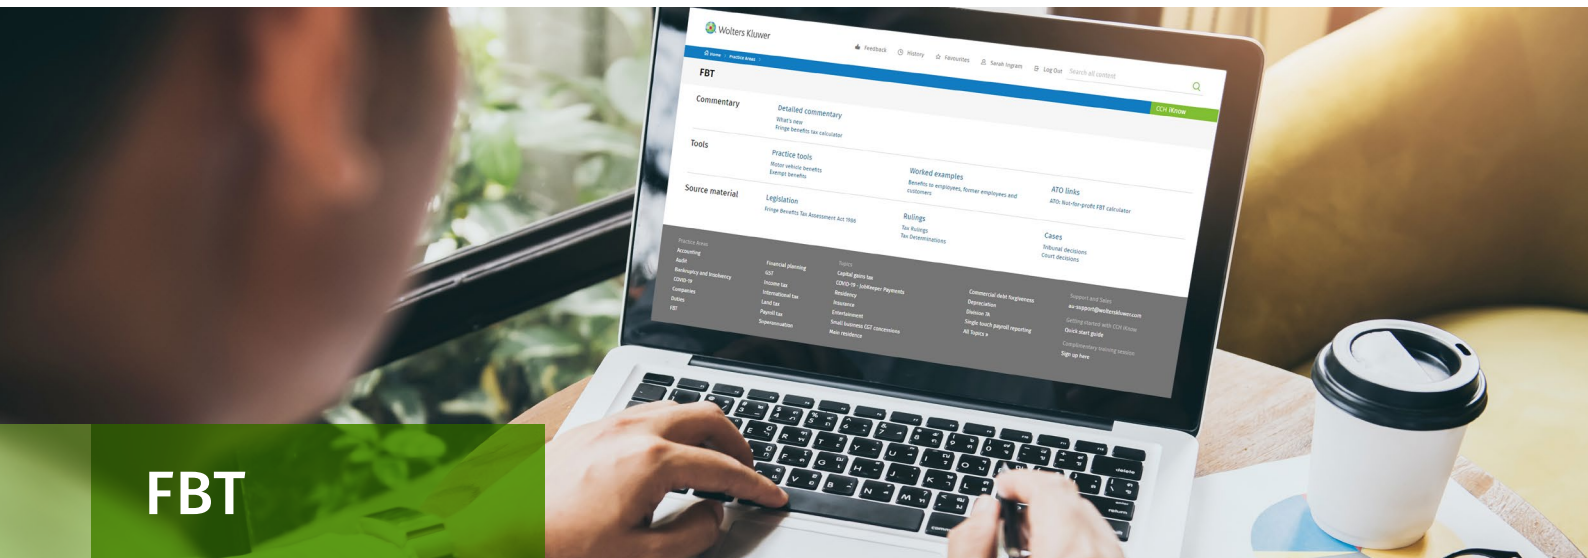 Wolters Kluwer
Feedback
History
Favourites
Sarah Ingram
Log Out
Search all content
Home > Practice Areas >
CCH iKnow
FBT
Commentary
Detailed commentary
What's new
Fringe benefits tax calculator
Tools
Practice tools
Motor vehicle benefits
Exempt benefits
Worked examples
Benefits to employees, former employees and
customers
ATO links
ATO: Not-for-profit FBT calculator
Source material
Legislation
Fringe Benefits Tax Assessment Act 1986
Rulings
Tax Rulings
Tax Determinations
Cases
Tribunal decisions
Court decisions
Practice Areas
Accounting
Audit
Bankruptcy and Insolvency
COVID-19
Companies
Duties
FBT
Financial planning
GST
Income tax
International tax
Land tax
Payroll tax
Superannuation
Topics
Capital gains tax
COVID-19 - JobKeeper Payments
Residency
Insurance
Entertainment
Small business CGT concessions
Main residence
Commercial debt forgiveness
Depreciation
Division 7A
Single touch payroll reporting
All Topics »
Support and Sales
au-support@wolterskluwer.com
Getting started with CCH iKnow
Quick start guide
Complimentary training session
Sign up here
delete
return
FBT